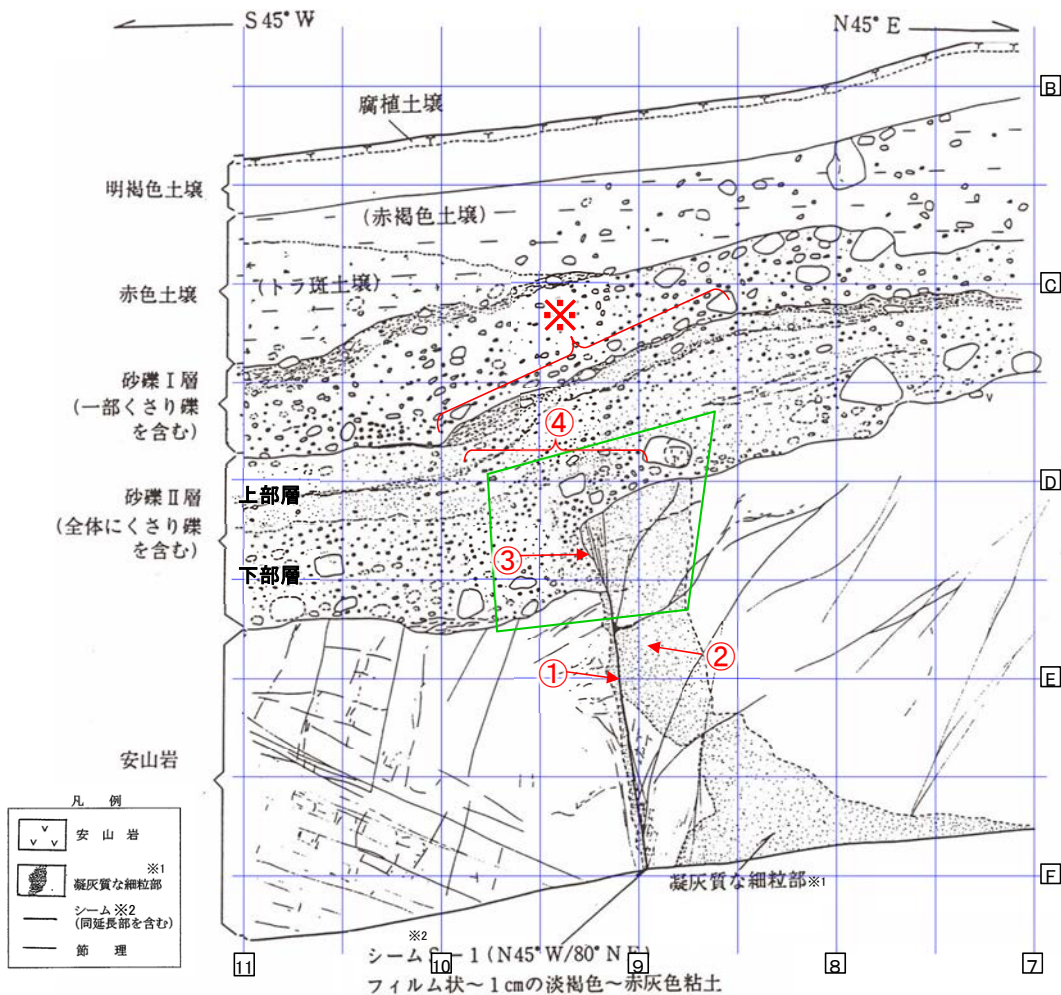 S 45° W
N 45° E
B
腐植土壌
明褐色土壌
(赤褐色土壌)
C
(トラ斑土壌)
赤色土壌
※
砂礫Ⅰ層
(一部くさり礫
を含む)
④
D
上部層
砂礫Ⅱ層
(全体にくさり礫
を含む)
③
下部層
②
①
E
安山岩
凡 例
安 山 岩
※1
凝灰質な細粒部
シーム※2
(同延長部を含む)
節 理
F
凝灰質な細粒部※1
※2
シームS-1(N45°W/80°NE)
11
10
9
8
7
フィルム状~1cmの淡褐色~赤灰色粘土